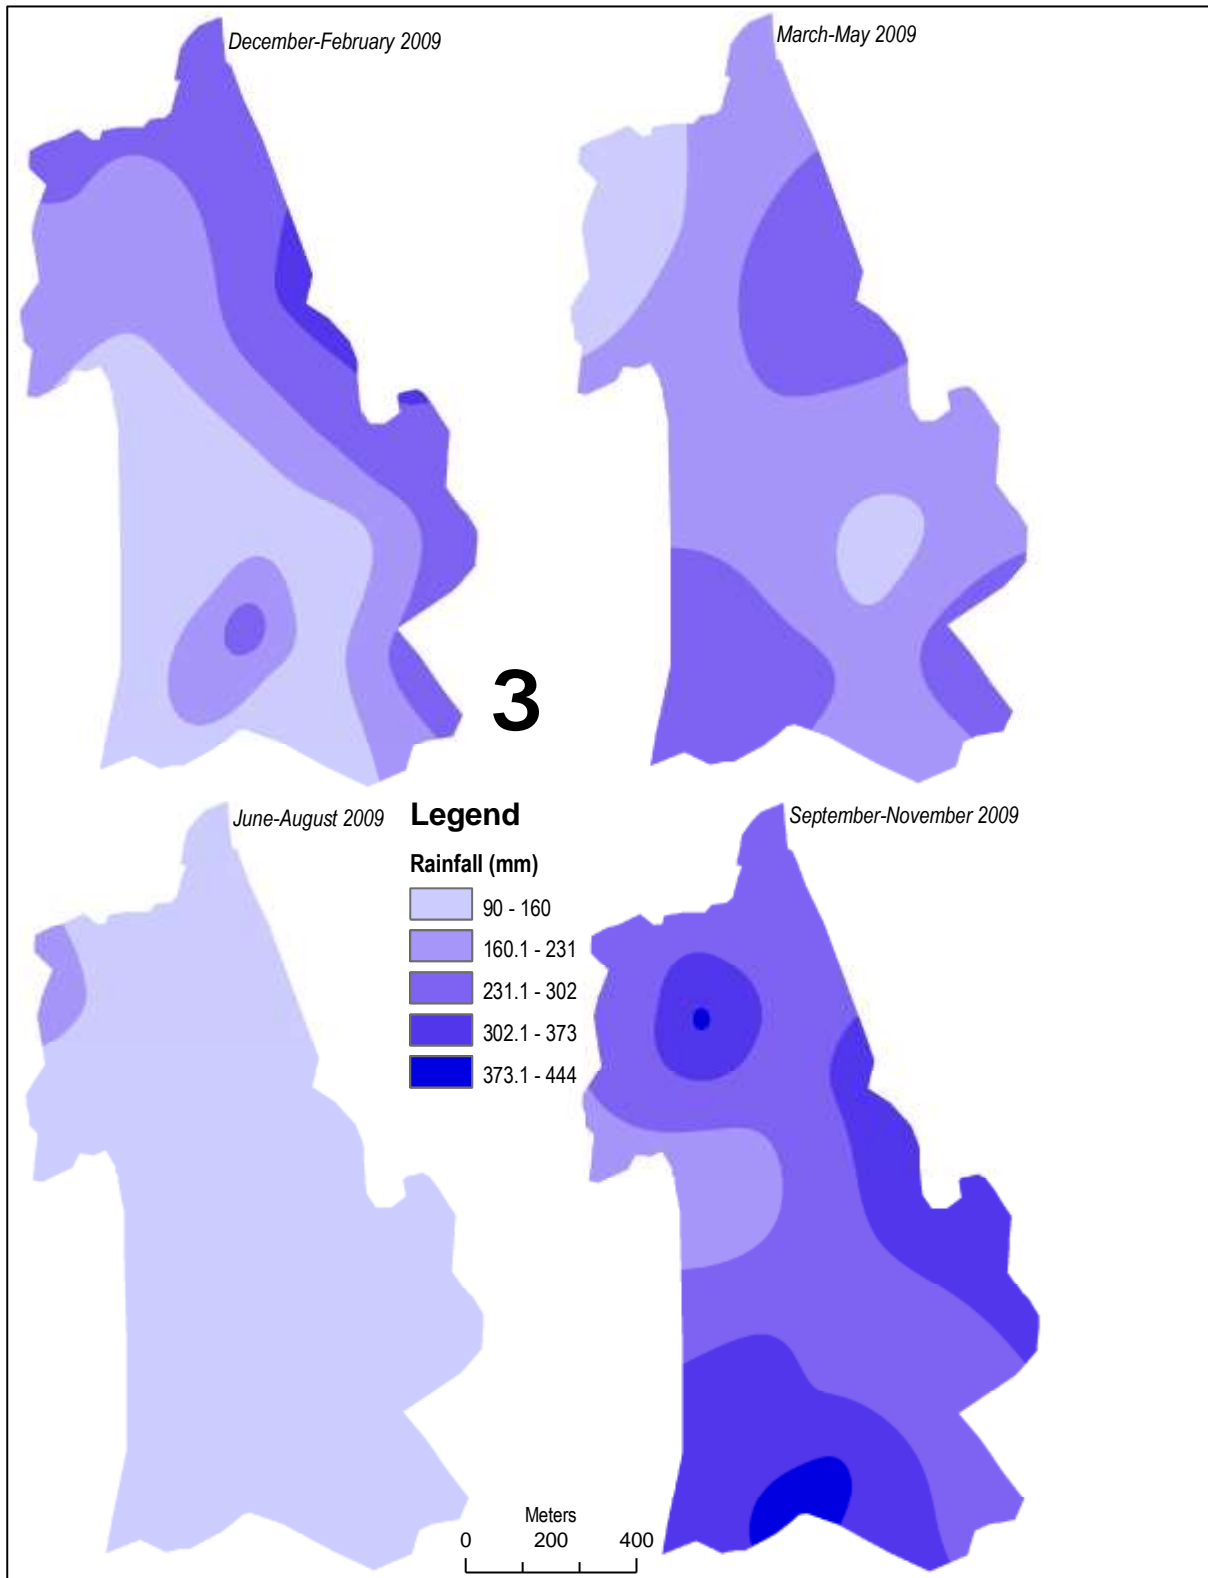 December-February 2009
March-May 2009
3
June-August 2009
Legend
September-November 2009
Rainfall (mm)
90 - 160
160.1 - 231
231.1 - 302
302.1 - 373
373.1 - 444
Meters
0 200 400